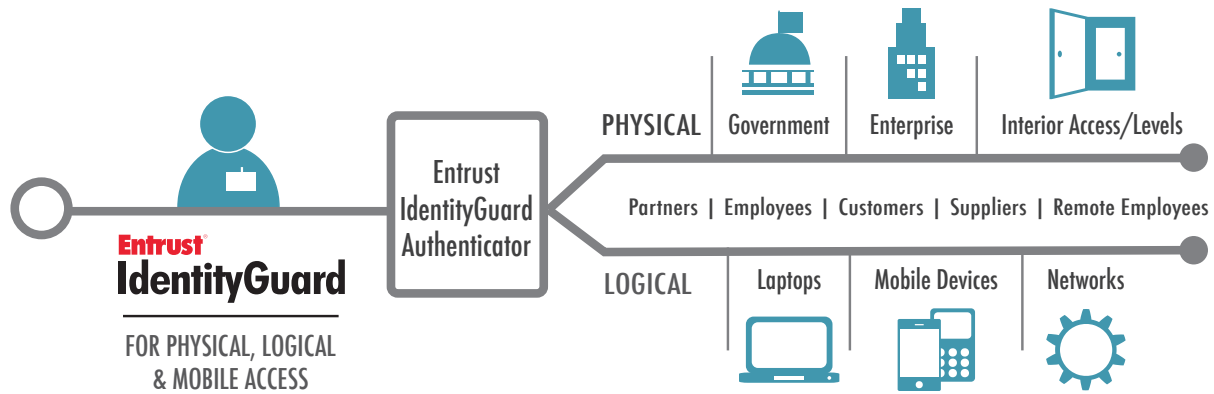 Entrust®
IdentityGuard
FOR PHYSICAL, LOGICAL
& MOBILE ACCESS
Entrust
IdentityGuard
Authenticator
PHYSICAL
Government
Enterprise
Interior Access/Levels
Partners | Employees | Customers | Suppliers | Remote Employees
LOGICAL
Laptops
Mobile Devices
Networks